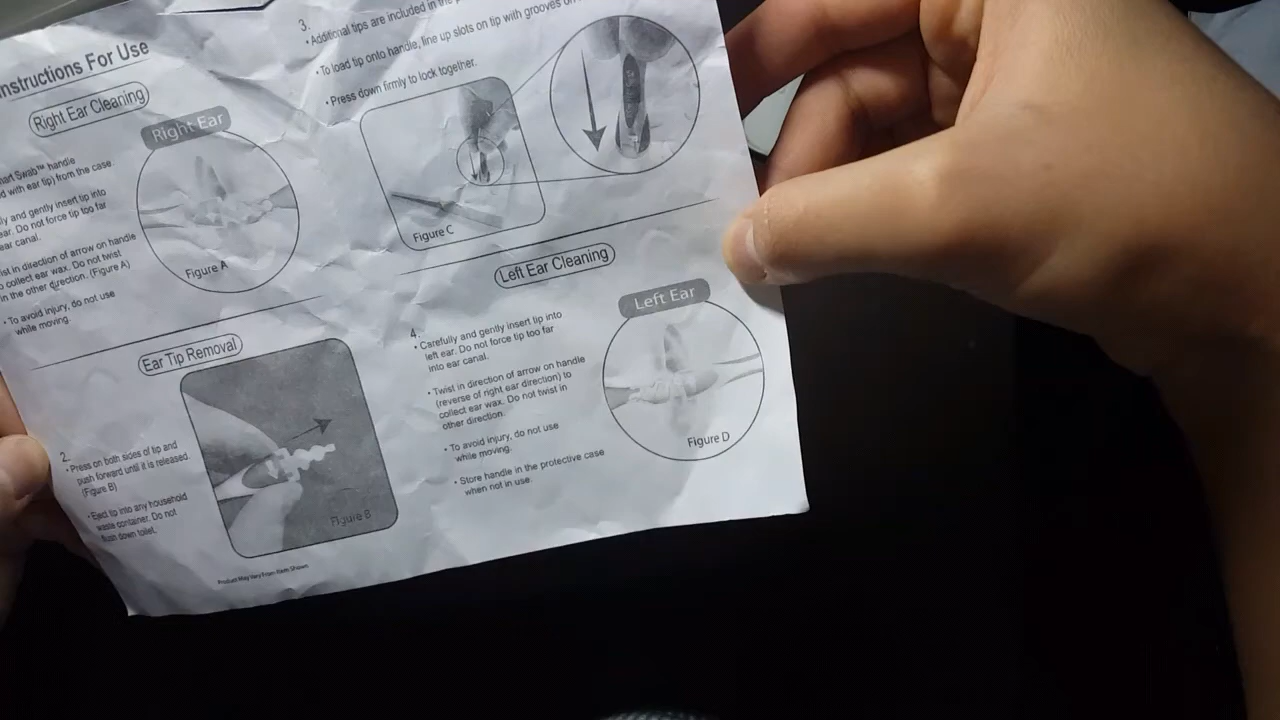 Instructions For Use
Right Ear Cleaning
Right Ear
Smart Swab™ handle
with ear tip) from the case.
and gently insert tip into
ear. Do not force tip too far
ear canal.
in direction of arrow on handle
collect ear wax. Do not twist
in the other direction. (Figure A)
• To avoid injury, do not use
while moving.
Figure A
Ear Tip Removal
2.
• Press on both sides of tip and
push forward until it is released.
(Figure B)
• Eject tip into any household
waste container. Do not
flush down toilet.
Figure B
Product May Vary From Item Shown
3.
• Additional tips are included in the
• To load tip onto handle, line up slots on tip with grooves on
• Press down firmly to lock together.
Figure C
Left Ear Cleaning
Left Ear
4.
• Carefully and gently insert tip into
left ear. Do not force tip too far
into ear canal.
• Twist in direction of arrow on handle
(reverse of right ear direction) to
collect ear wax. Do not twist in
other direction.
• To avoid injury, do not use
while moving.
• Store handle in the protective case
when not in use.
Figure D